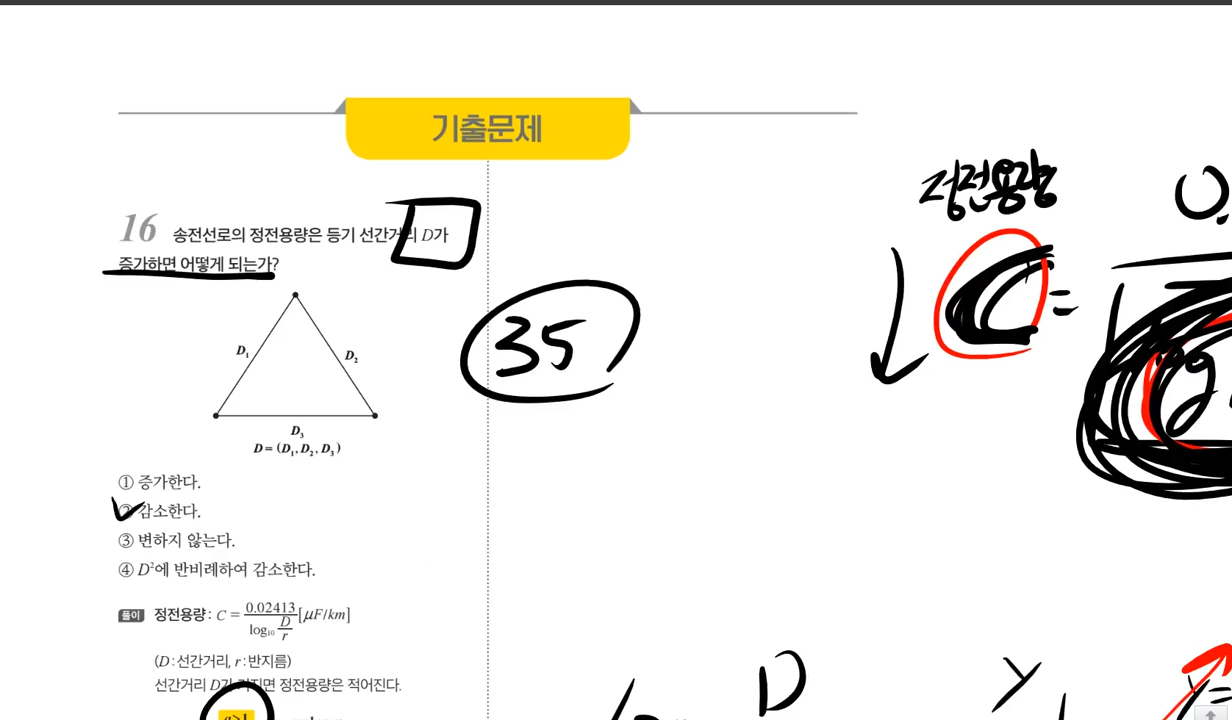 기출문제
16 송전선로의 정전용량은 등가 선간거리 D가
증가하면 어떻게 되는가?
D₁
D₂
D₃
D = (D₁, D₂, D₃)
① 증가한다.
② 감소한다.
③ 변하지 않는다.
④ D²에 반비례하여 감소한다.
풀이 정전용량 : C = 0.02413 / log₁₀ D/r [μF/km]
(D : 선간거리, r : 반지름)
선간거리 D가 커지면 정전용량은 적어진다.
35
정전용량
C =
0.
D
y